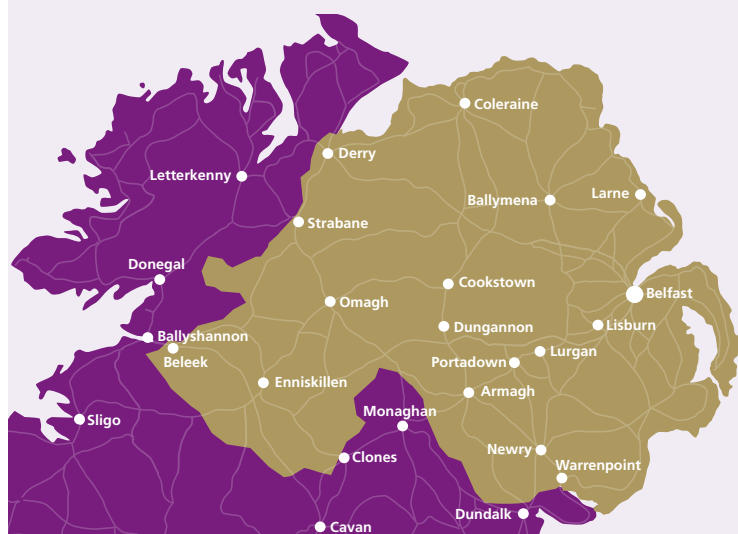 Coleraine
Derry
Letterkenny
Ballymena
Larne
Strabane
Donegal
Cookstown
Belfast
Omagh
Dungannon
Lisburn
Ballyshannon
Beleek
Lurgan
Portadown
Enniskillen
Armagh
Monaghan
Sligo
Newry
Clones
Warrenpoint
Dundalk
Cavan